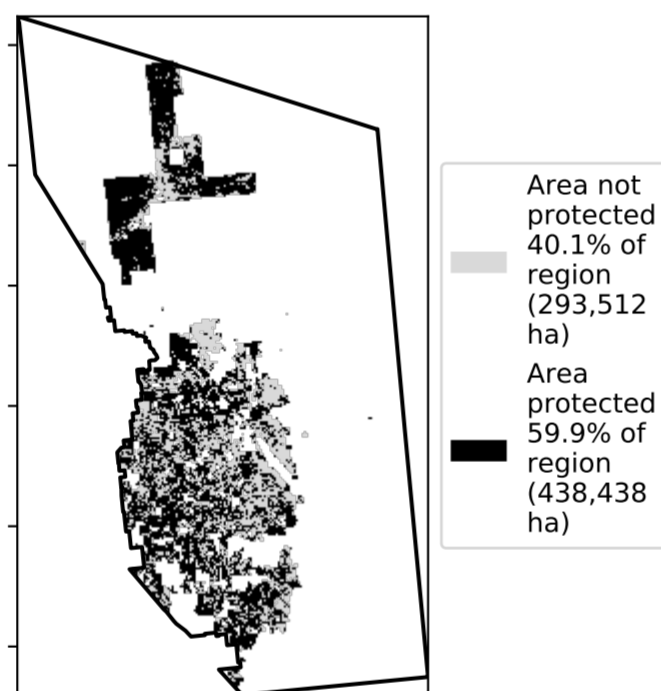 Area not
protected
40.1% of
region
(293,512
ha)
Area
protected
59.9% of
region
(438,438
ha)